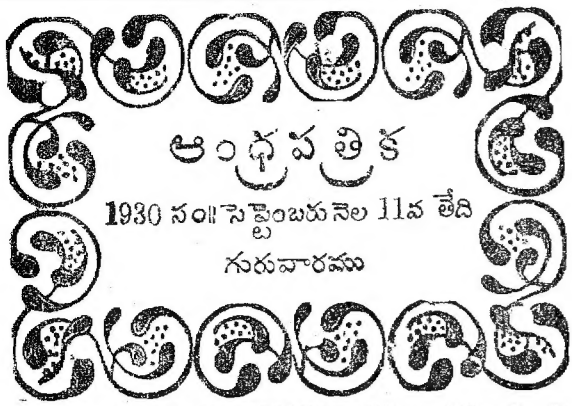 ఆంధ్రపత్రిక
1930 సం॥ సెప్టెంబరు నెల 11వ తేది
గురువారము